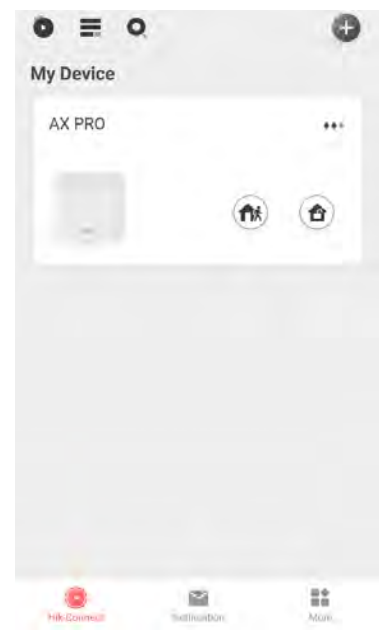 My Device
AX PRO
Hik-Connect
Notification
More